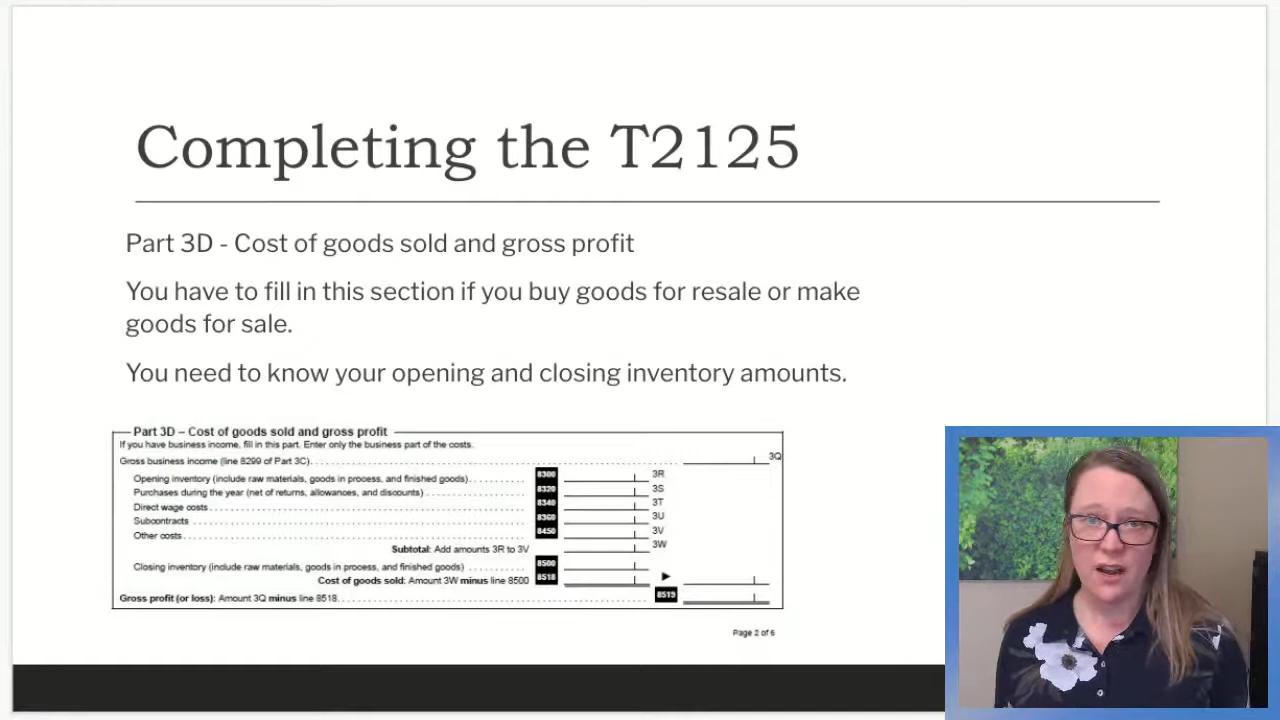 Completing the T2125
Part 3D - Cost of goods sold and gross profit
You have to fill in this section if you buy goods for resale or make
goods for sale.
You need to know your opening and closing inventory amounts.
Part 3D – Cost of goods sold and gross profit
If you have business income, fill in this part. Enter only the business part of the costs.
Gross business income (line 8299 of Part 3C) 3Q
Opening inventory (include raw materials, goods in process, and finished goods) 8300 3R
Purchases during the year (net of returns, allowances, and discounts) 8320 3S
Direct wage costs 8340 3T
Subcontracts 8360 3U
Other costs 8450 3V
Subtotal: Add amounts 3R to 3V 3W
Closing inventory (include raw materials, goods in process, and finished goods) 8500
Cost of goods sold: Amount 3W minus line 8500 8518 ►
Gross profit (or loss): Amount 3Q minus line 8518 8519
Page 2 of 6